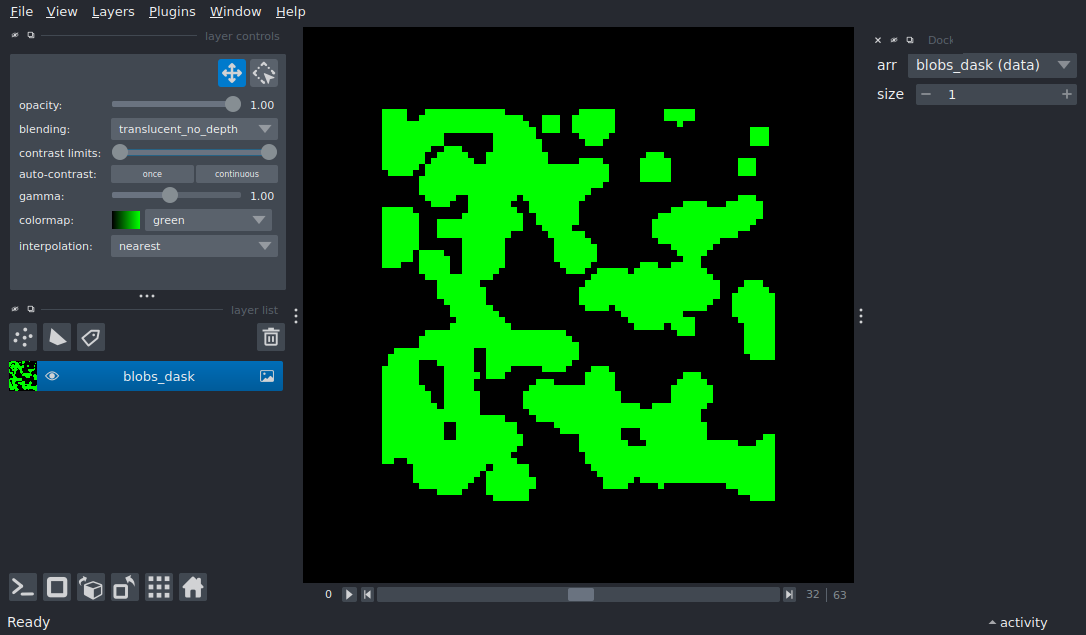 File View Layers Plugins Window Help
layer controls
opacity: 1.00
blending: translucent_no_depth
contrast limits:
auto-contrast: once continuous
gamma: 1.00
colormap: green
interpolation: nearest
layer list
blobs_dask
0 32 63
Dock
arr blobs_dask (data)
size 1
Ready
activity